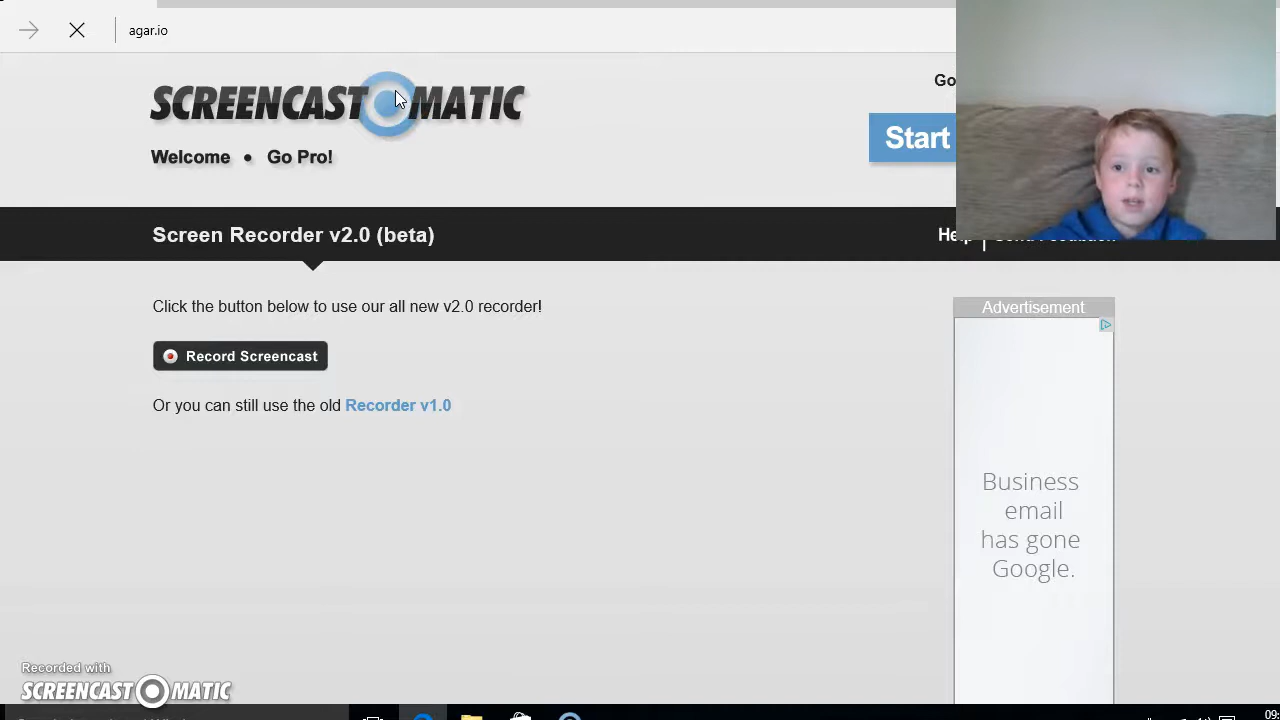 agar.io
SCREENCAST MATIC
Go
Welcome • Go Pro!
Start
Screen Recorder v2.0 (beta)
Help |
Click the button below to use our all new v2.0 recorder!
Advertisement
Record Screencast
Or you can still use the old Recorder v1.0
Business
email
has gone
Google.
Recorded with
SCREENCAST MATIC
09: